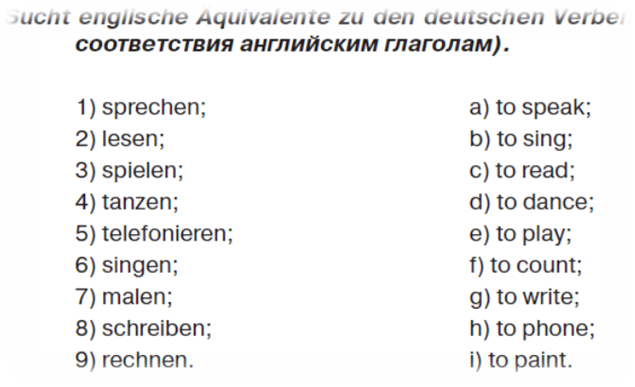 Sucht englische Äquivalente zu den deutschen Verben
соответствия английским глаголам).
1) sprechen;
a) to speak;
2) lesen;
b) to sing;
3) spielen;
c) to read;
4) tanzen;
d) to dance;
5) telefonieren;
e) to play;
6) singen;
f) to count;
7) malen;
g) to write;
8) schreiben;
h) to phone;
9) rechnen.
i) to paint.